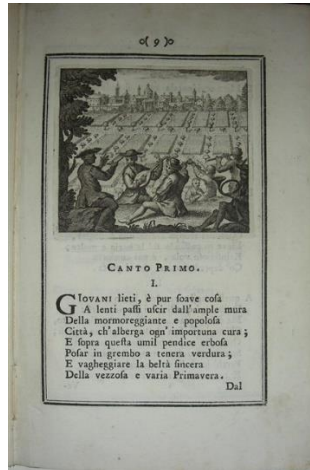 o( 9 )o
CANTO PRIMO.
I.
GIOVANI lieti, è pur soave cosa
A lenti passi uscir dall'ample mura
Della mormoreggiante e popolosa
Città, ch'alberga ogn' importuna cura;
E sopra questa umil pendice erbosa
Posar in grembo a tenera verdura;
E vagheggiare la beltà sincera
Della vezzosa e varia Primavera.
Dal